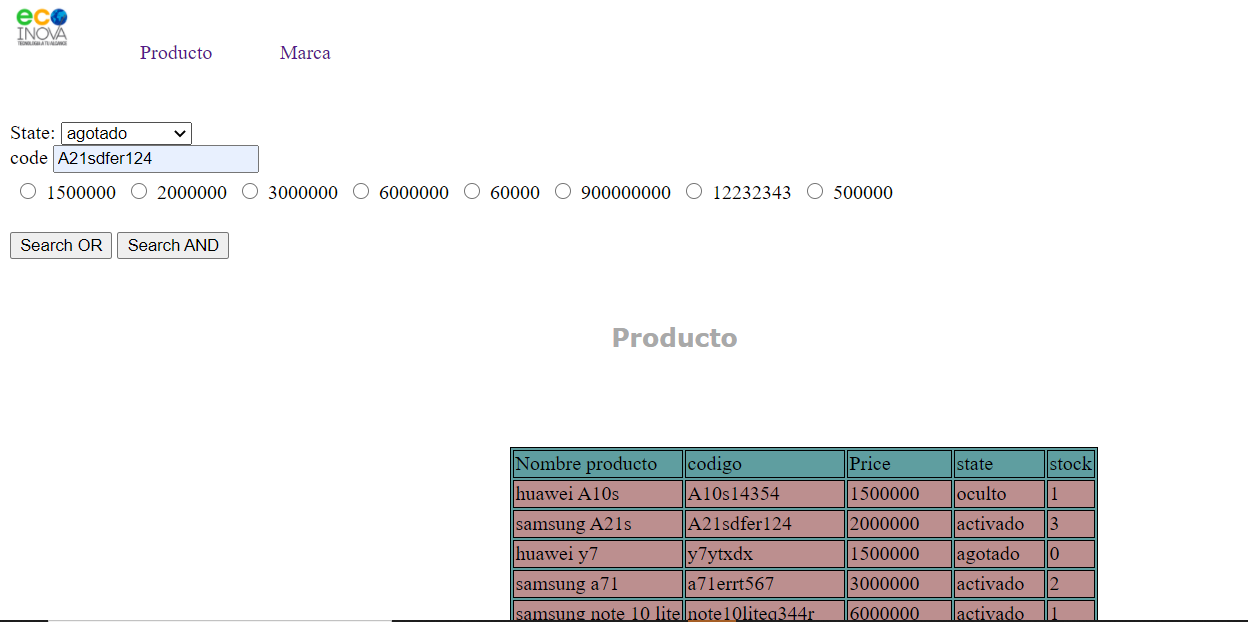 eco
INOVA
TECNOLOGIA A TU ALCANCE
Producto Marca
State: agotado
code A21sdfer124
1500000 2000000 3000000 6000000 60000 900000000 12232343 500000
Search OR Search AND
Producto
Nombre producto codigo Price state stock
huawei A10s A10s14354 1500000 oculto 1
samsung A21s A21sdfer124 2000000 activado 3
huawei y7 y7ytxdx 1500000 agotado 0
samsung a71 a71errt567 3000000 activado 2
samsung note 10 lite note10liteq344r 6000000 activado 1